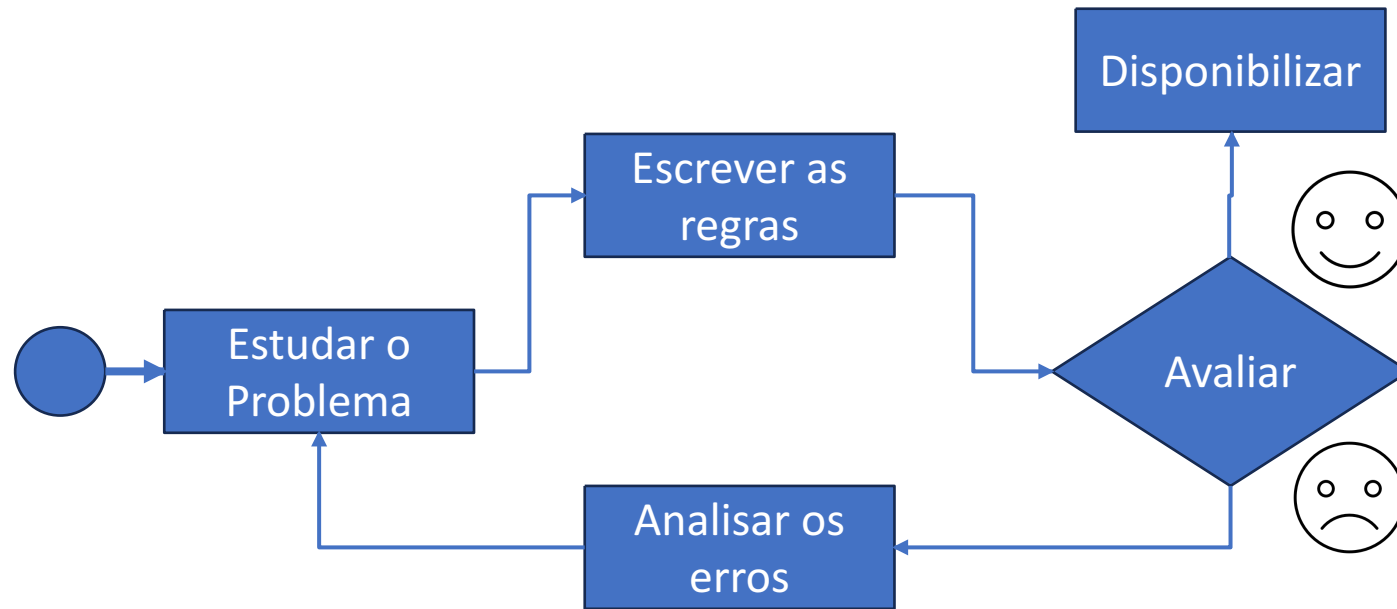 Disponibilizar
Escrever as
regras
Estudar o
Problema
Avaliar
Analisar os
erros